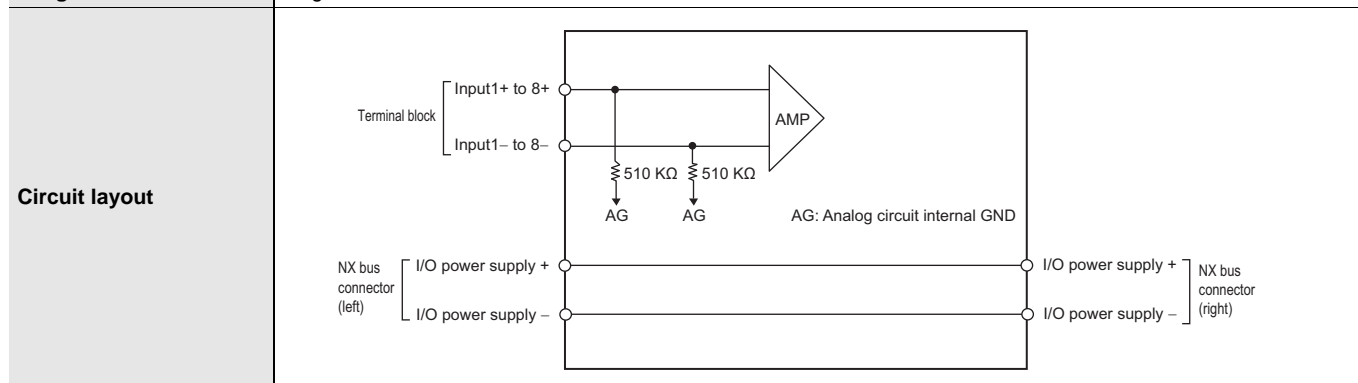 Circuit layout
Terminal block
Input1+ to 8+
Input1− to 8−
AMP
510 KΩ
510 KΩ
AG
AG
AG: Analog circuit internal GND
NX bus
connector
(left)
I/O power supply +
I/O power supply −
I/O power supply +
I/O power supply −
NX bus
connector
(right)